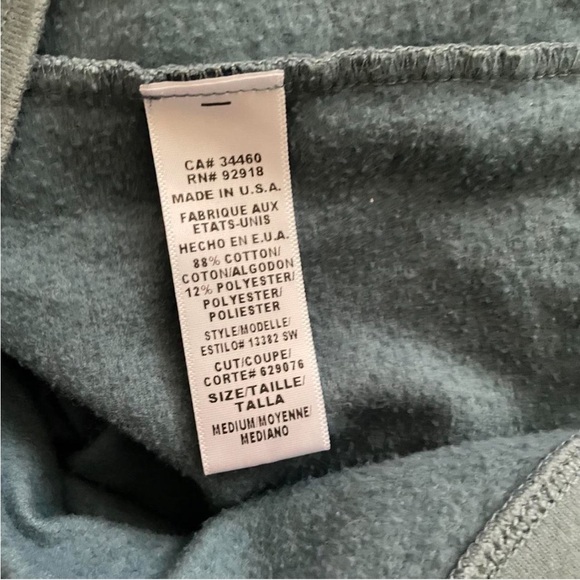 CA# 34460
RN# 92918
MADE IN U.S.A.
FABRIQUE AUX
ETATS-UNIS
HECHO EN E.U.A.
88% COTTON/
COTON/ALGODON
12% POLYESTER/
POLYESTER/
POLIESTER
STYLE/MODELLE/
ESTILO# 13382 SW
CUT/COUPE/
CORTE# 629076
SIZE/TAILLE/
TALLA
MEDIUM/MOYENNE/
MEDIANO